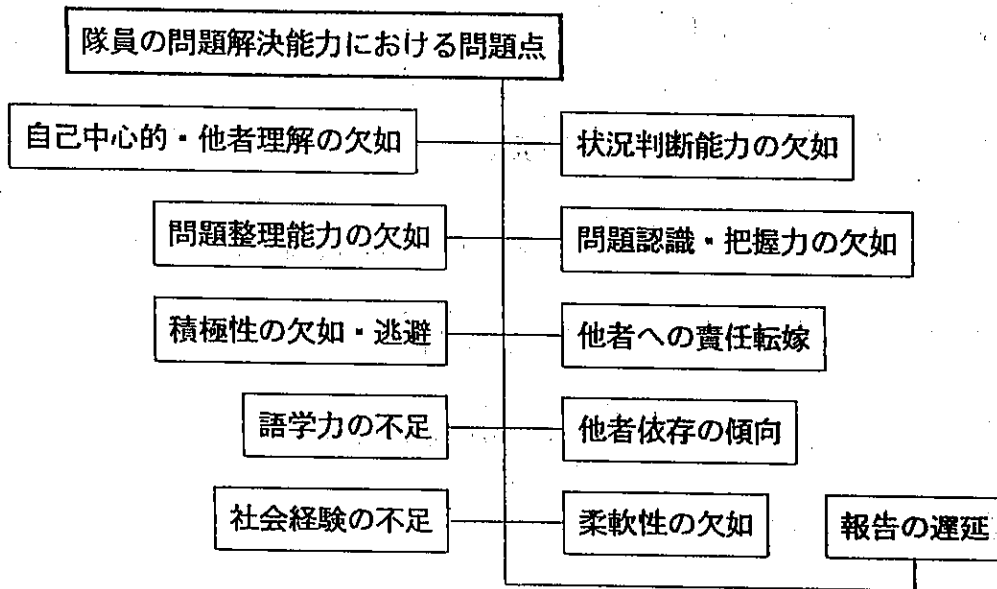 隊員の問題解決能力における問題点
自己中心的・他者理解の欠如
状況判断能力の欠如
問題整理能力の欠如
問題認識・把握力の欠如
積極性の欠如・逃避
他者への責任転嫁
語学力の不足
他者依存の傾向
社会経験の不足
柔軟性の欠如
報告の遅延